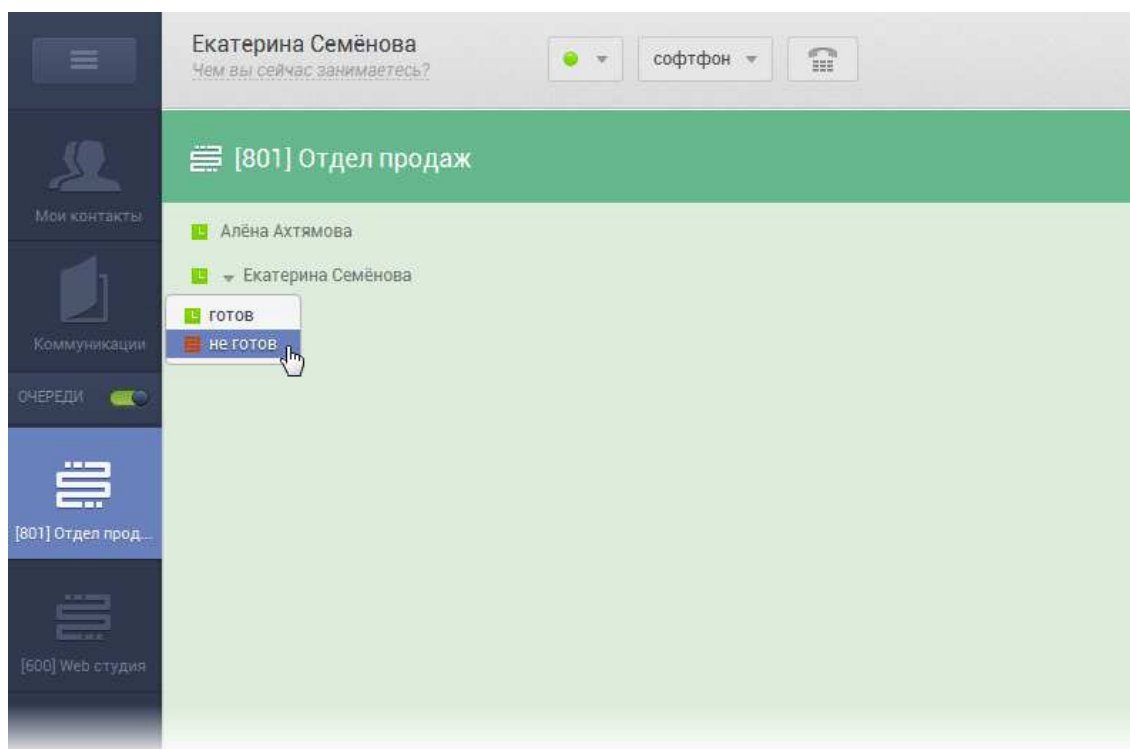 Екатерина Семёнова
Чем вы сейчас занимаетесь?
софтфон
[801] Отдел продаж
Мои контакты
Алёна Ахтямова
Екатерина Семёнова
готов
не готов
Коммуникации
ОЧЕРЕДИ
[801] Отдел прод...
[600] Web студия